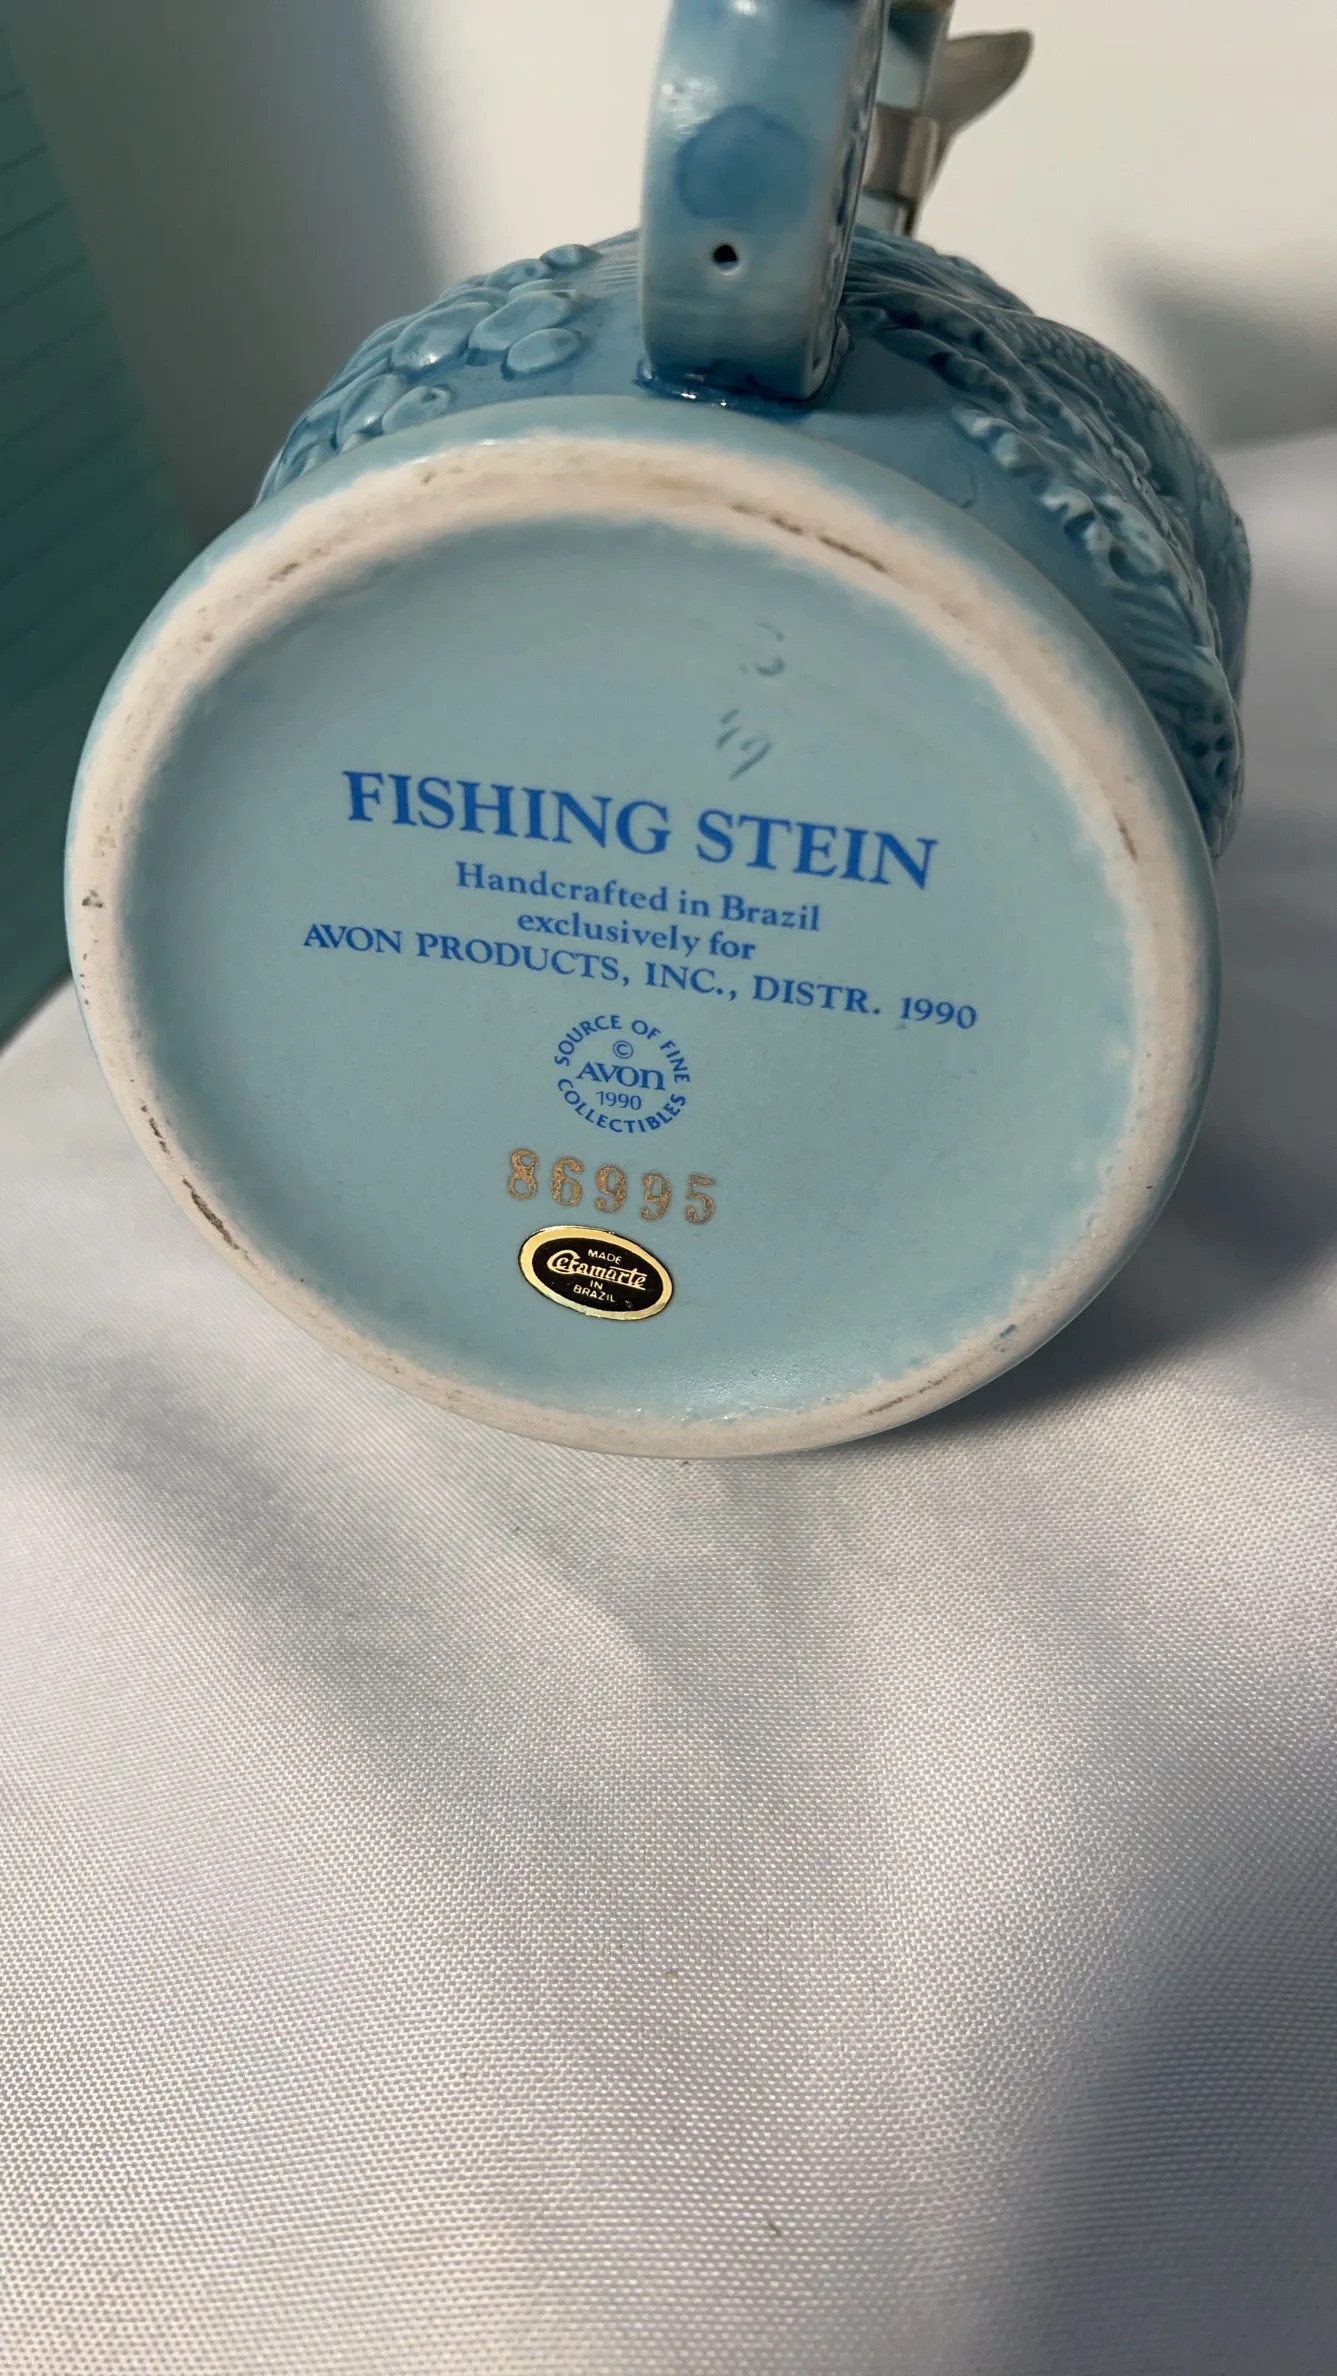 19
FISHING STEIN
Handcrafted in Brazil
exclusively for
AVON PRODUCTS, INC., DISTR. 1990
SOURCE OF FINE
©
AVON
1990
COLLECTIBLES
86995
MADE
Ceramarte
IN
BRAZIL